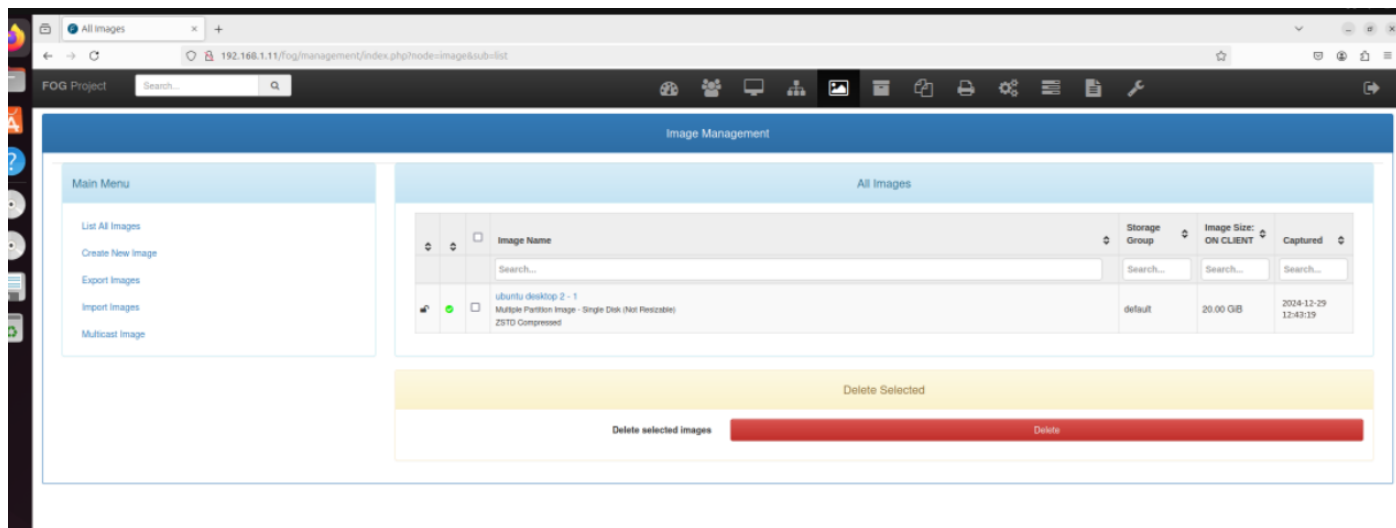 All Images
192.168.1.11/fog/management/index.php?node=image&sub=list
FOG Project
Search...
Image Management
Main Menu
List All Images
Create New Image
Export Images
Import Images
Multicast Image
All Images
Image Name
Storage Group
Image Size: ON CLIENT
Captured
Search...
Search...
Search...
Search...
ubuntu desktop 2 - 1
Multiple Partition Image - Single Disk (Not Resizable)
ZSTD Compressed
default
20.00 GiB
2024-12-29
12:43:19
Delete Selected
Delete selected images
Delete